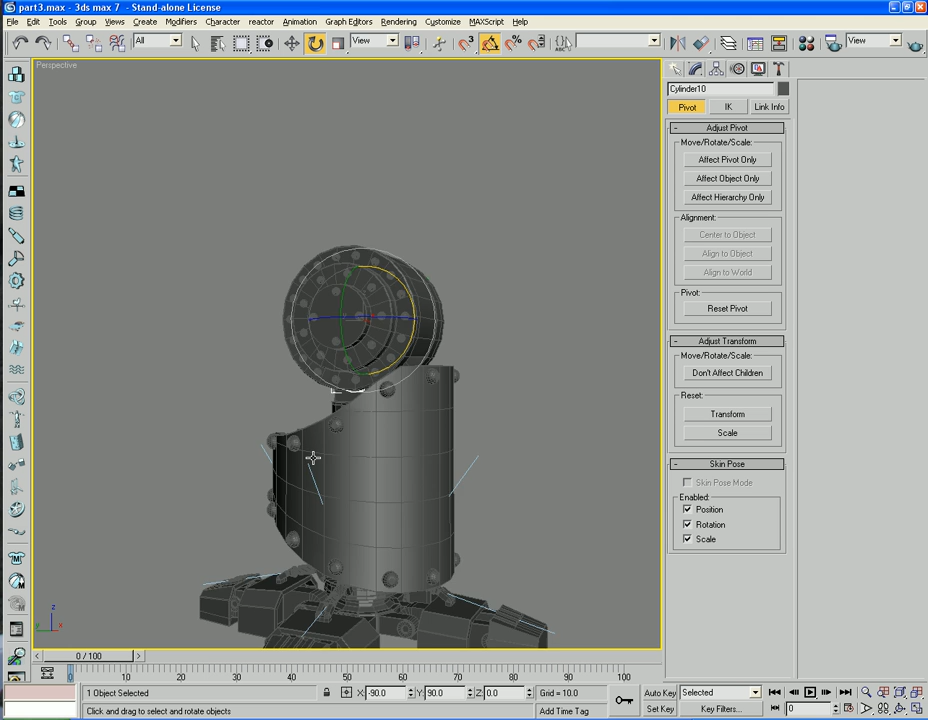 part3.max - 3ds max 7 - Stand-alone License
File Edit Tools Group Views Create Modifiers Character reactor Animation Graph Editors Rendering Customize MAXScript Help
All View View
Perspective
Cylinder10
Pivot IK Link Info
- Adjust Pivot
Move/Rotate/Scale:
Affect Pivot Only
Affect Object Only
Affect Hierarchy Only
Alignment:
Center to Object
Align to Object
Align to World
Pivot:
Reset Pivot
- Adjust Transform
Move/Rotate/Scale:
Don't Affect Children
Reset:
Transform
Scale
- Skin Pose
Skin Pose Mode
Enabled:
Position
Rotation
Scale
z
y x
< 0 / 100 >
0 10 20 30 40 50 60 70 80 90 100
1 Object Selected X: -90.0 Y: 90.0 Z: 0.0 Grid = 10.0 Auto Key Selected
Click and drag to select and rotate objects Add Time Tag Set Key Key Filters... 0